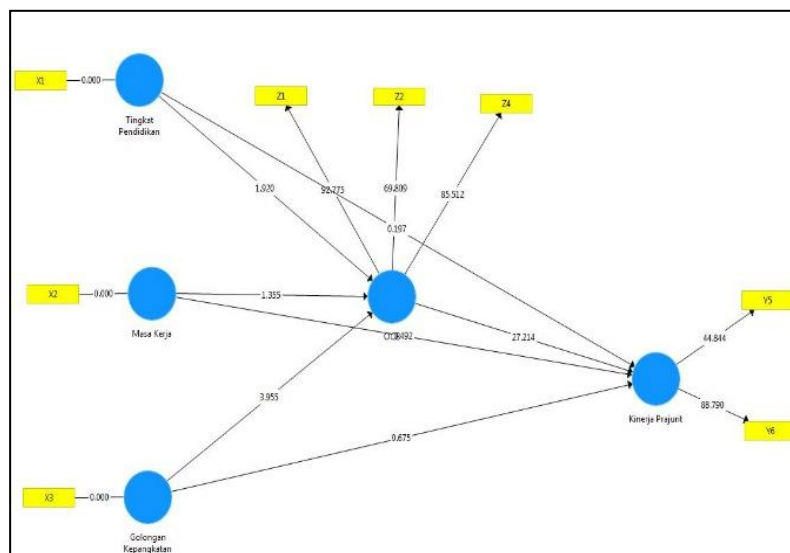 X1
0.000
Tingkat
Pendidikan
Z1
Z2
Z4
1.920
92.775
69.809
85.512
0.197
X2
0.000
Masa Kerja
1.355
27.214
Y5
44.844
Kinerja Prajurit
88.790
Y6
3.955
0.675
X3
0.000
Golongan
Kepangkatan